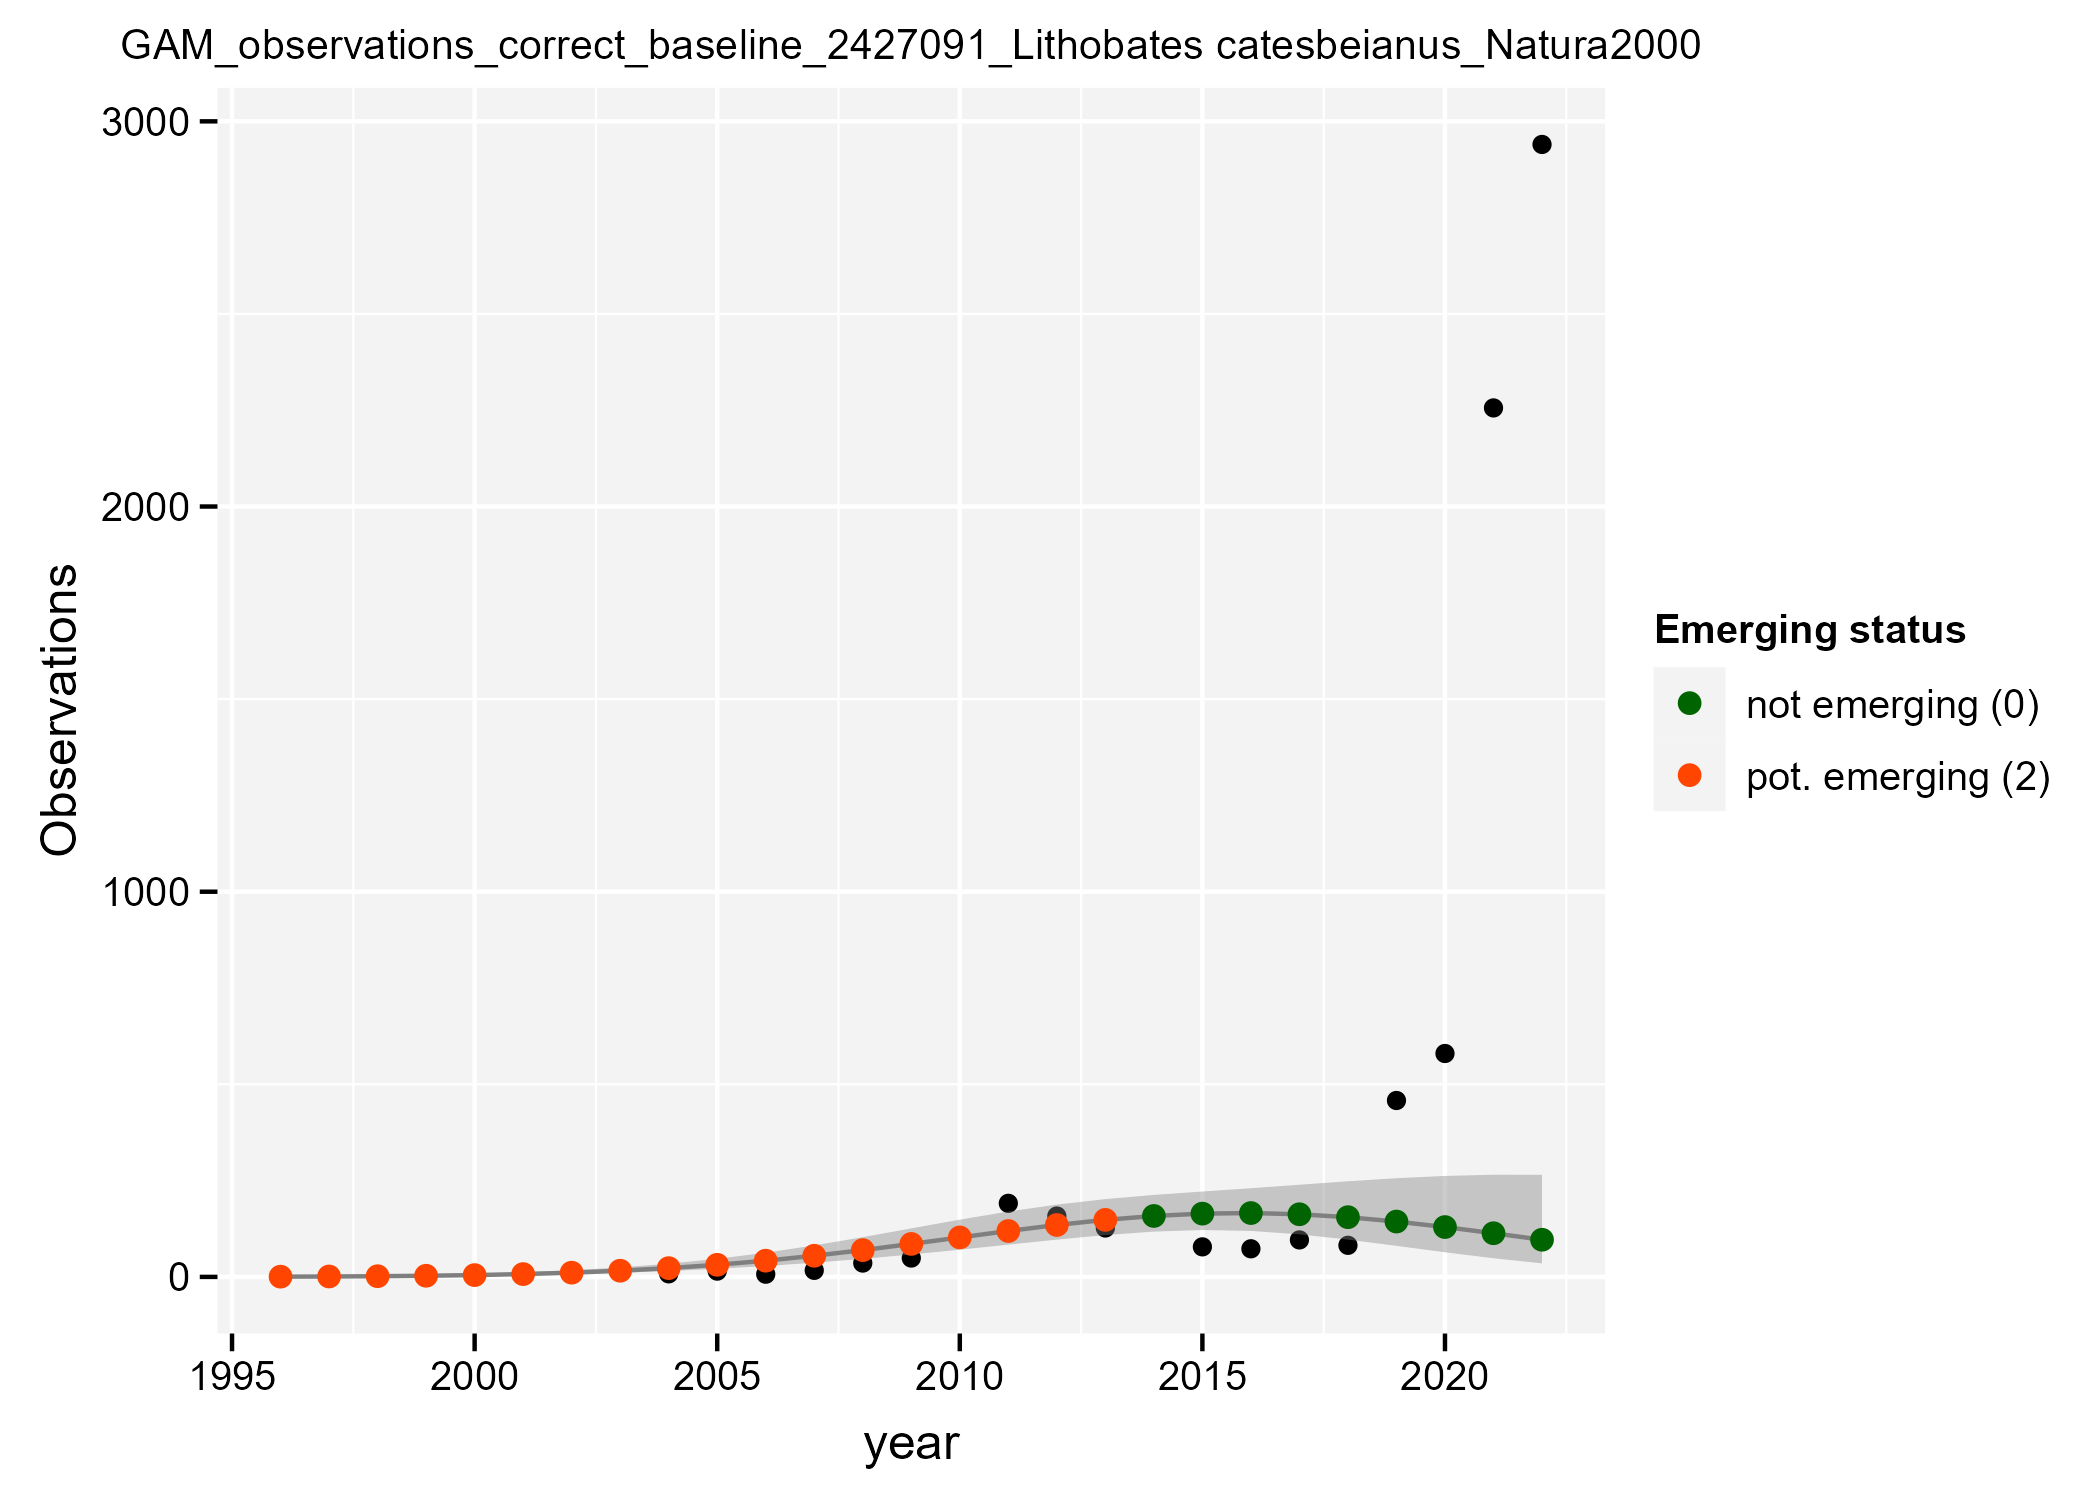 GAM_observations_correct_baseline_2427091_Lithobates catesbeianus_Natura2000
3000
2000
1000
0
Observations
1995 2000 2005 2010 2015 2020
year
Emerging status
not emerging (0)
pot. emerging (2)